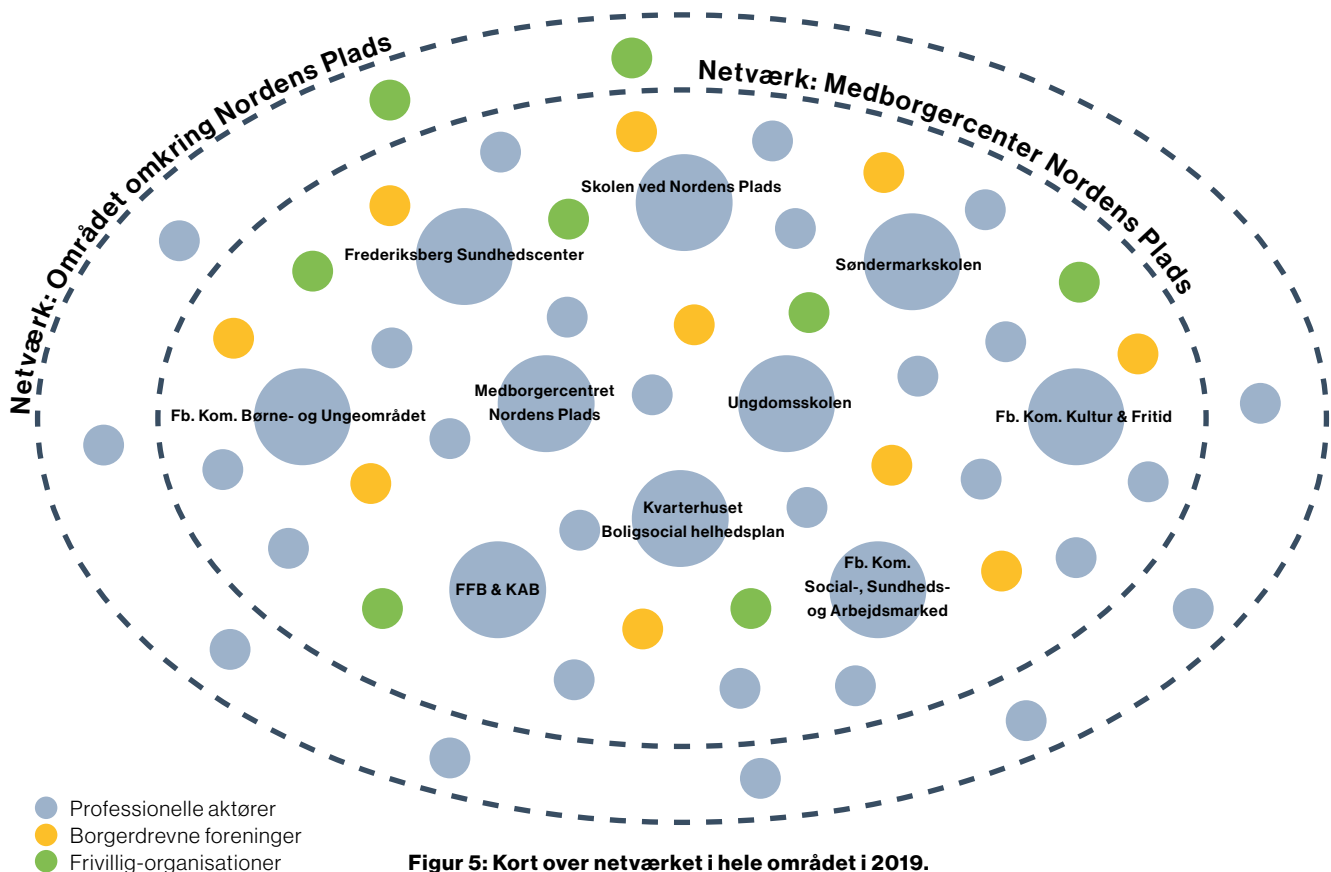 Netværk: Området omkring Nordens Plads
Netværk: Medborgercenter Nordens Plads
Skolen ved Nordens Plads
Frederiksberg Sundhedscenter
Søndermarkskolen
Medborgercentret
Nordens Plads
Ungdomsskolen
Fb. Kom. Børne- og Ungeområdet
Fb. Kom. Kultur & Fritid
Kvarterhuset
Boligsocial helhedsplan
FFB & KAB
Fb. Kom.
Social-, Sundheds-
og Arbejdsmarked
Professionelle aktører
Borgerdrevne foreninger
Frivillig-organisationer
Figur 5: Kort over netværket i hele området i 2019.